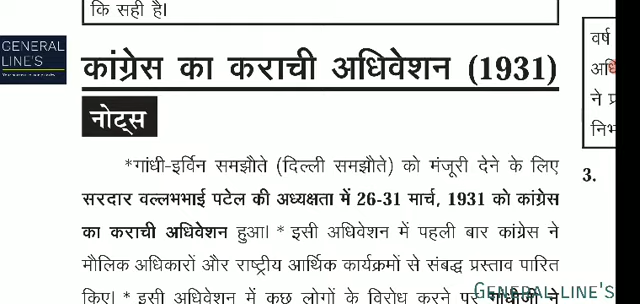 कि सही है।
GENERAL
LINE'S
कांग्रेस का कराची अधिवेशन (1931)
नोट्स
*गांधी-इर्विन समझौते (दिल्ली समझौते) को मंजूरी देने के लिए
सरदार वल्लभभाई पटेल की अध्यक्षता में 26-31 मार्च, 1931 को कांग्रेस
का कराची अधिवेशन हुआ। * इसी अधिवेशन में पहली बार कांग्रेस ने
मौलिक अधिकारों और राष्ट्रीय आर्थिक कार्यक्रमों से संबद्ध प्रस्ताव पारित
किए। * इसी अधिवेशन में कुछ लोगों के विरोध करने पर गांधीजी ने
वर्ष
ने
3.
GENERAL LINE'S